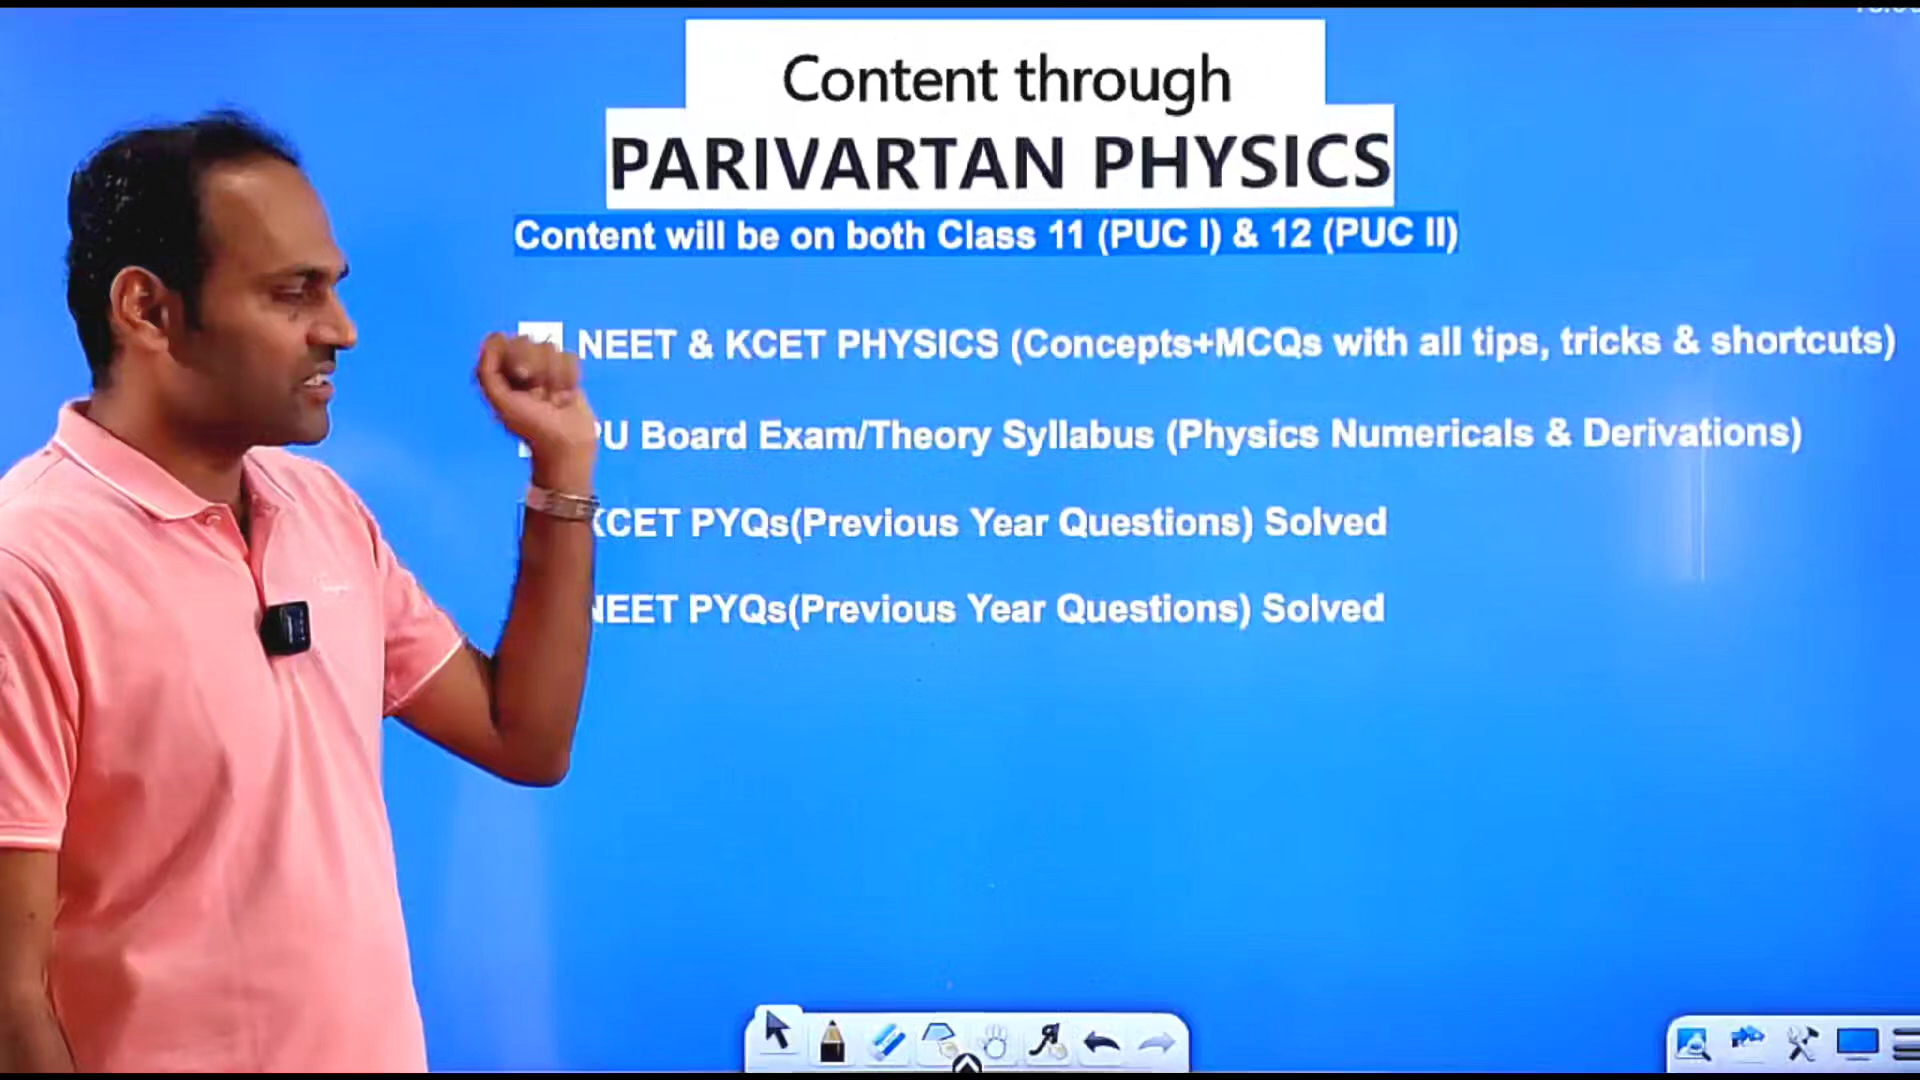 Content through
PARIVARTAN PHYSICS
Content will be on both Class 11 (PUC I) & 12 (PUC II)
NEET & KCET PHYSICS (Concepts+MCQs with all tips, tricks & shortcuts)
PU Board Exam/Theory Syllabus (Physics Numericals & Derivations)
KCET PYQs(Previous Year Questions) Solved
NEET PYQs(Previous Year Questions) Solved